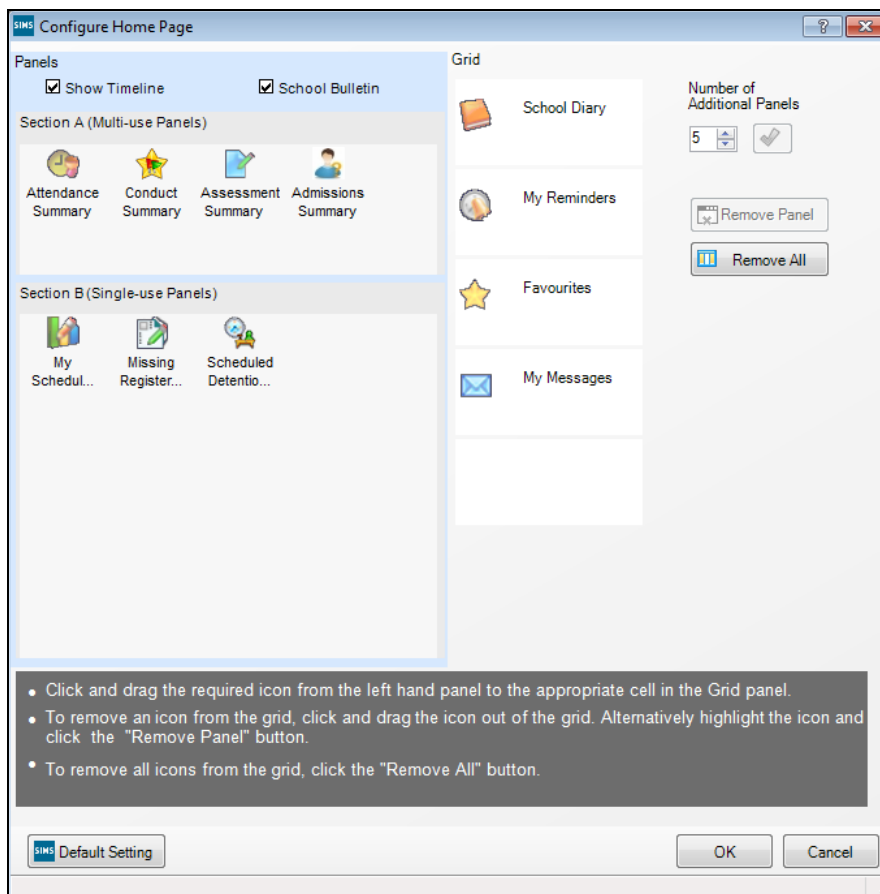 SIMS Configure Home Page
Panels
Show Timeline
School Bulletin
Section A (Multi-use Panels)
Attendance Summary
Conduct Summary
Assessment Summary
Admissions Summary
Section B (Single-use Panels)
My Schedul...
Missing Register...
Scheduled Detentio...
Grid
School Diary
My Reminders
Favourites
My Messages
Number of
Additional Panels
5
Remove Panel
Remove All
• Click and drag the required icon from the left hand panel to the appropriate cell in the Grid panel.
• To remove an icon from the grid, click and drag the icon out of the grid. Alternatively highlight the icon and
click the "Remove Panel" button.
• To remove all icons from the grid, click the "Remove All" button.
SIMS Default Setting
OK
Cancel